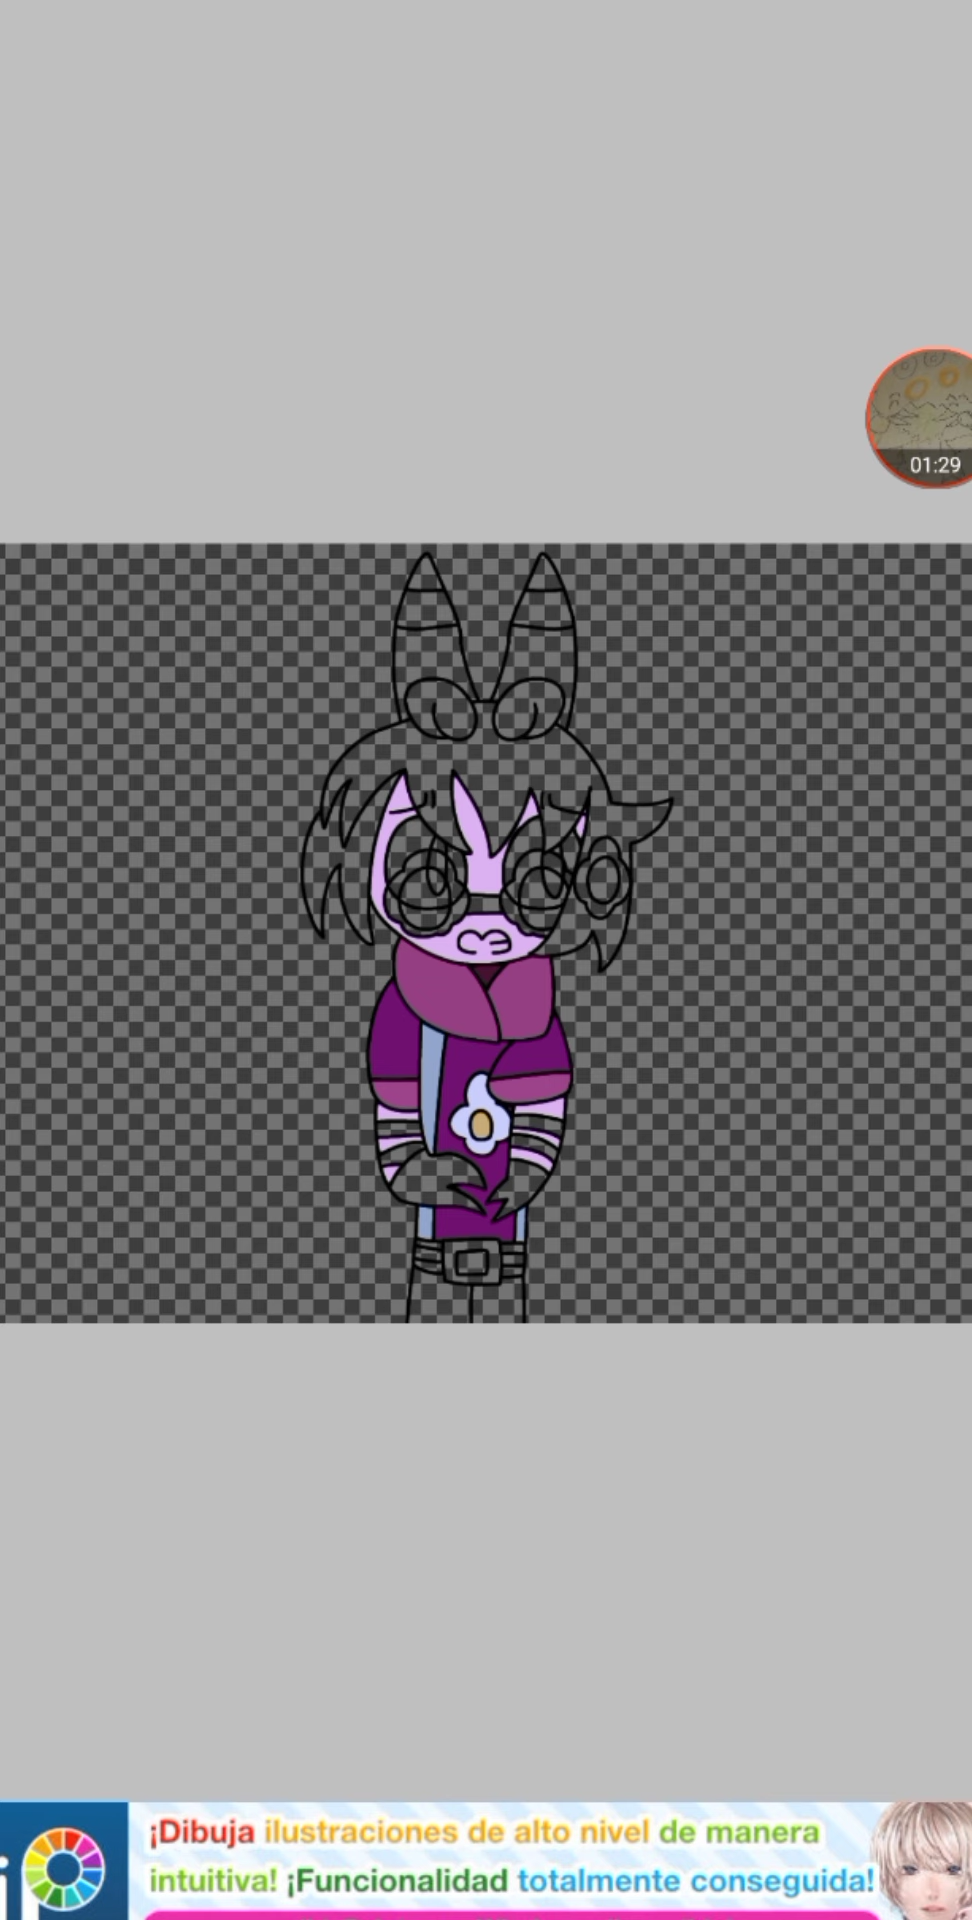 01:29
¡Dibuja ilustraciones de alto nivel de manera
intuitiva! ¡Funcionalidad totalmente conseguida!